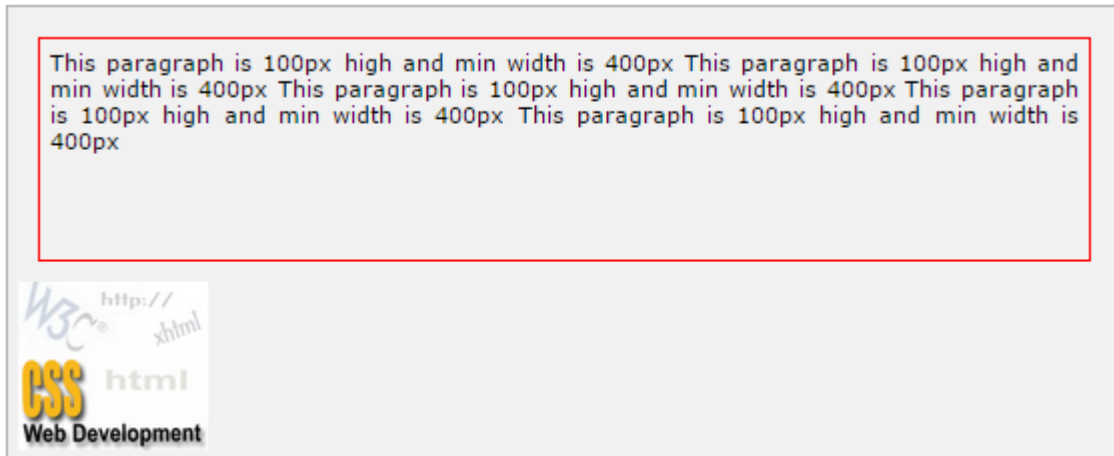 This paragraph is 100px high and min width is 400px This paragraph is 100px high and
min width is 400px This paragraph is 100px high and min width is 400px This paragraph
is 100px high and min width is 400px This paragraph is 100px high and min width is
400px
W3C®
http://
xhtml
CSS
html
Web Development